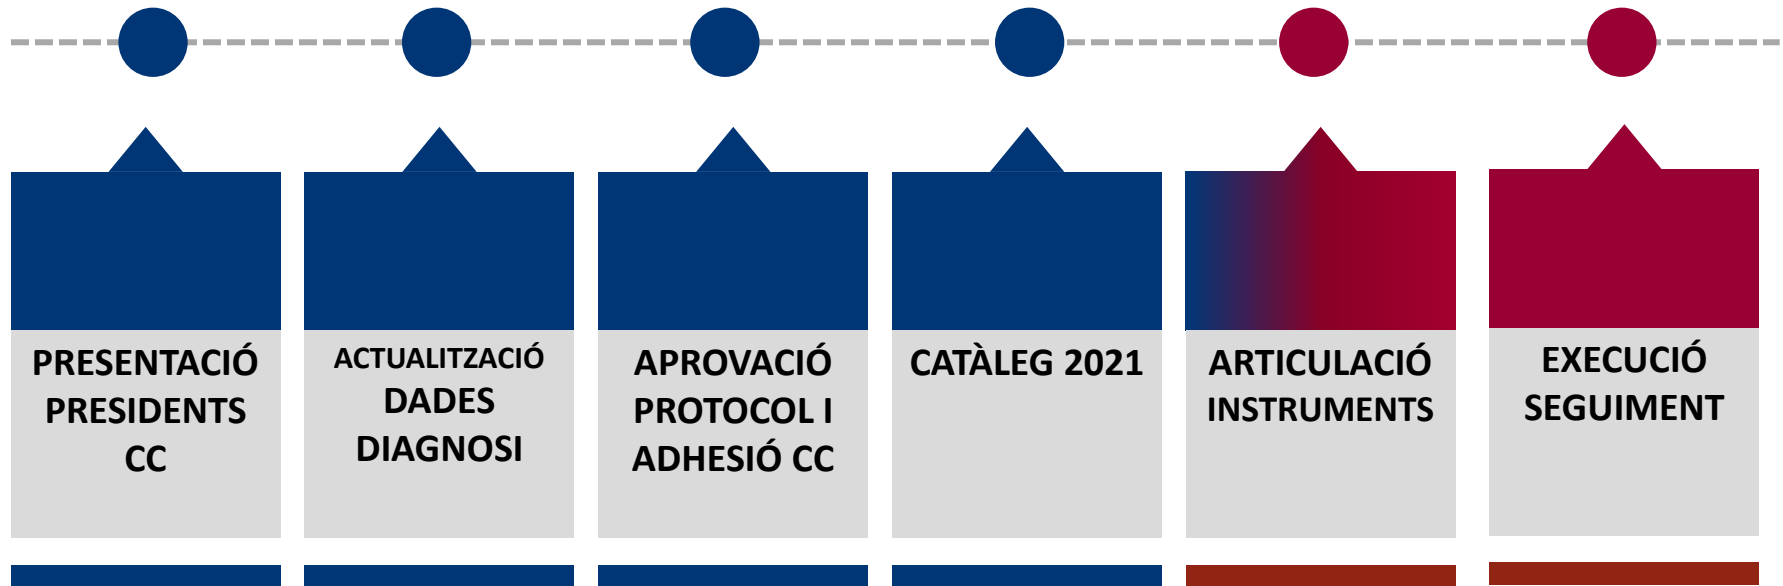 PRESENTACIÓ
PRESIDENTS
CC
ACTUALITZACIÓ
DADES
DIAGNOSI
APROVACIÓ
PROTOCOL I
ADHESIÓ CC
CATÀLEG 2021
ARTICULACIÓ
INSTRUMENTS
EXECUCIÓ
SEGUIMENT